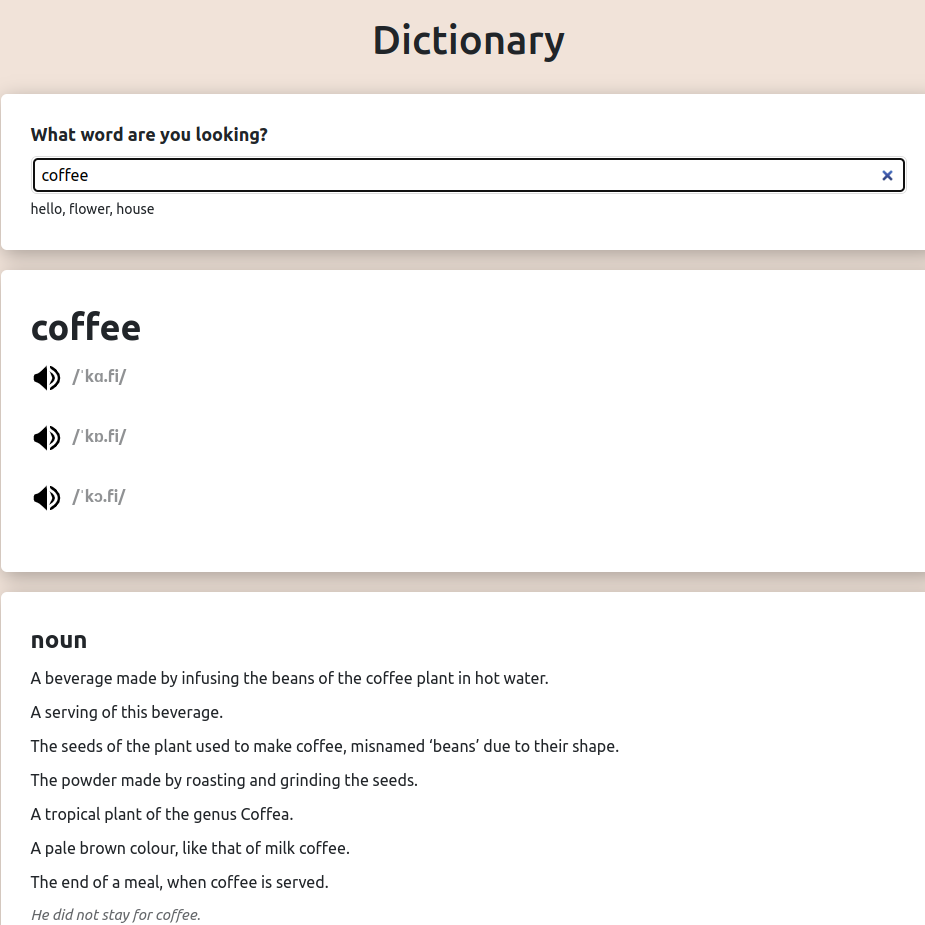 Dictionary
What word are you looking?
coffee
hello, flower, house
coffee
/ˈkɑ.fi/
/ˈkɒ.fi/
/ˈkɔ.fi/
noun
A beverage made by infusing the beans of the coffee plant in hot water.
A serving of this beverage.
The seeds of the plant used to make coffee, misnamed ‘beans’ due to their shape.
The powder made by roasting and grinding the seeds.
A tropical plant of the genus Coffea.
A pale brown colour, like that of milk coffee.
The end of a meal, when coffee is served.
He did not stay for coffee.